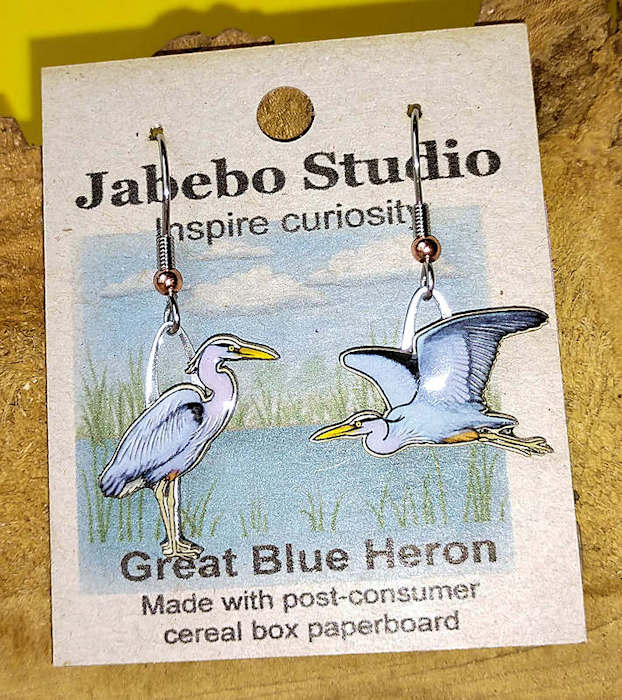 Jabebo Studio
inspire curiosity
Great Blue Heron
Made with post-consumer
cereal box paperboard